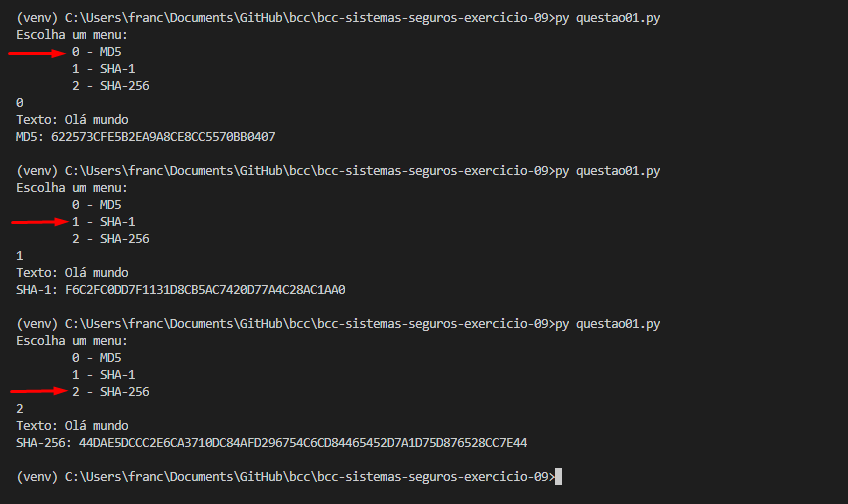 (venv) C:\Users\franc\Documents\GitHub\bcc\bcc-sistemas-seguros-exercicio-09>py questao01.py
Escolha um menu:
0 - MD5
1 - SHA-1
2 - SHA-256
0
Texto: Olá mundo
MD5: 622573CFE5B2EA9A8CE8CC5570BB0407
(venv) C:\Users\franc\Documents\GitHub\bcc\bcc-sistemas-seguros-exercicio-09>py questao01.py
Escolha um menu:
0 - MD5
1 - SHA-1
2 - SHA-256
1
Texto: Olá mundo
SHA-1: F6C2FC0DD7F1131D8CB5AC7420D77A4C28AC1AA0
(venv) C:\Users\franc\Documents\GitHub\bcc\bcc-sistemas-seguros-exercicio-09>py questao01.py
Escolha um menu:
0 - MD5
1 - SHA-1
2 - SHA-256
2
Texto: Olá mundo
SHA-256: 44DAE5DCCC2E6CA3710DC84AFD296754C6CD84465452D7A1D75D876528CC7E44
(venv) C:\Users\franc\Documents\GitHub\bcc\bcc-sistemas-seguros-exercicio-09>